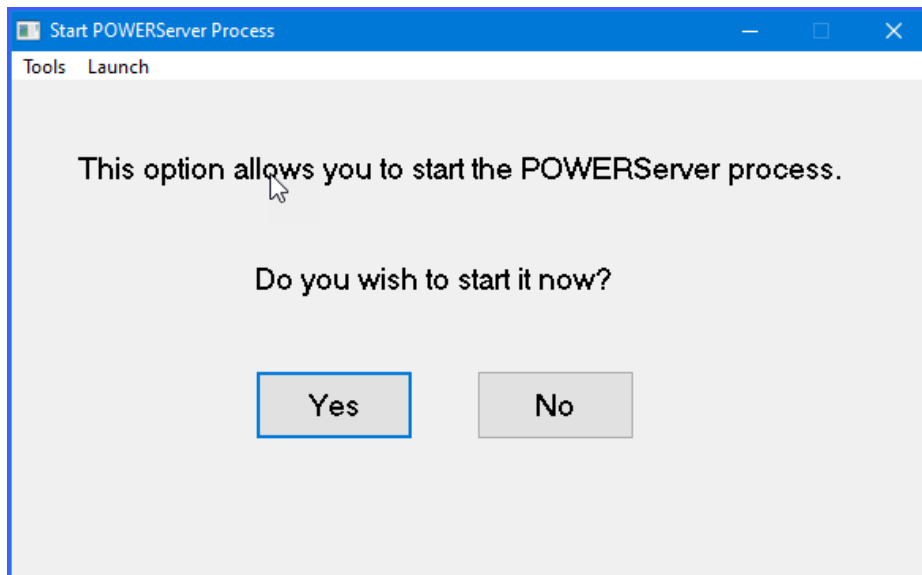 Start POWERServer Process
Tools Launch
This option allows you to start the POWERServer process.
Do you wish to start it now?
Yes No